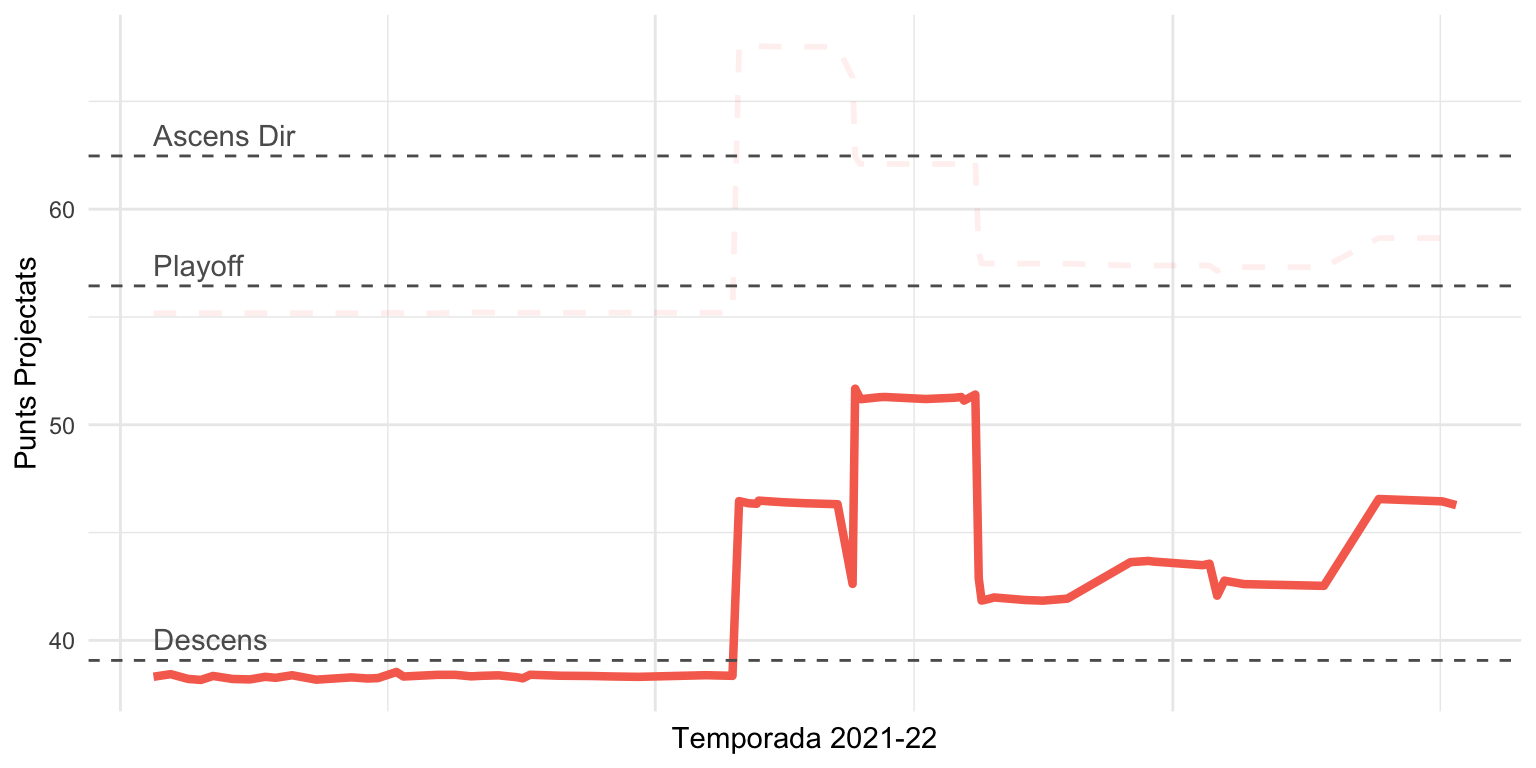 Ascens Dir
60
Playoff
Punts Projectats
50
40
Descens
Temporada 2021-22